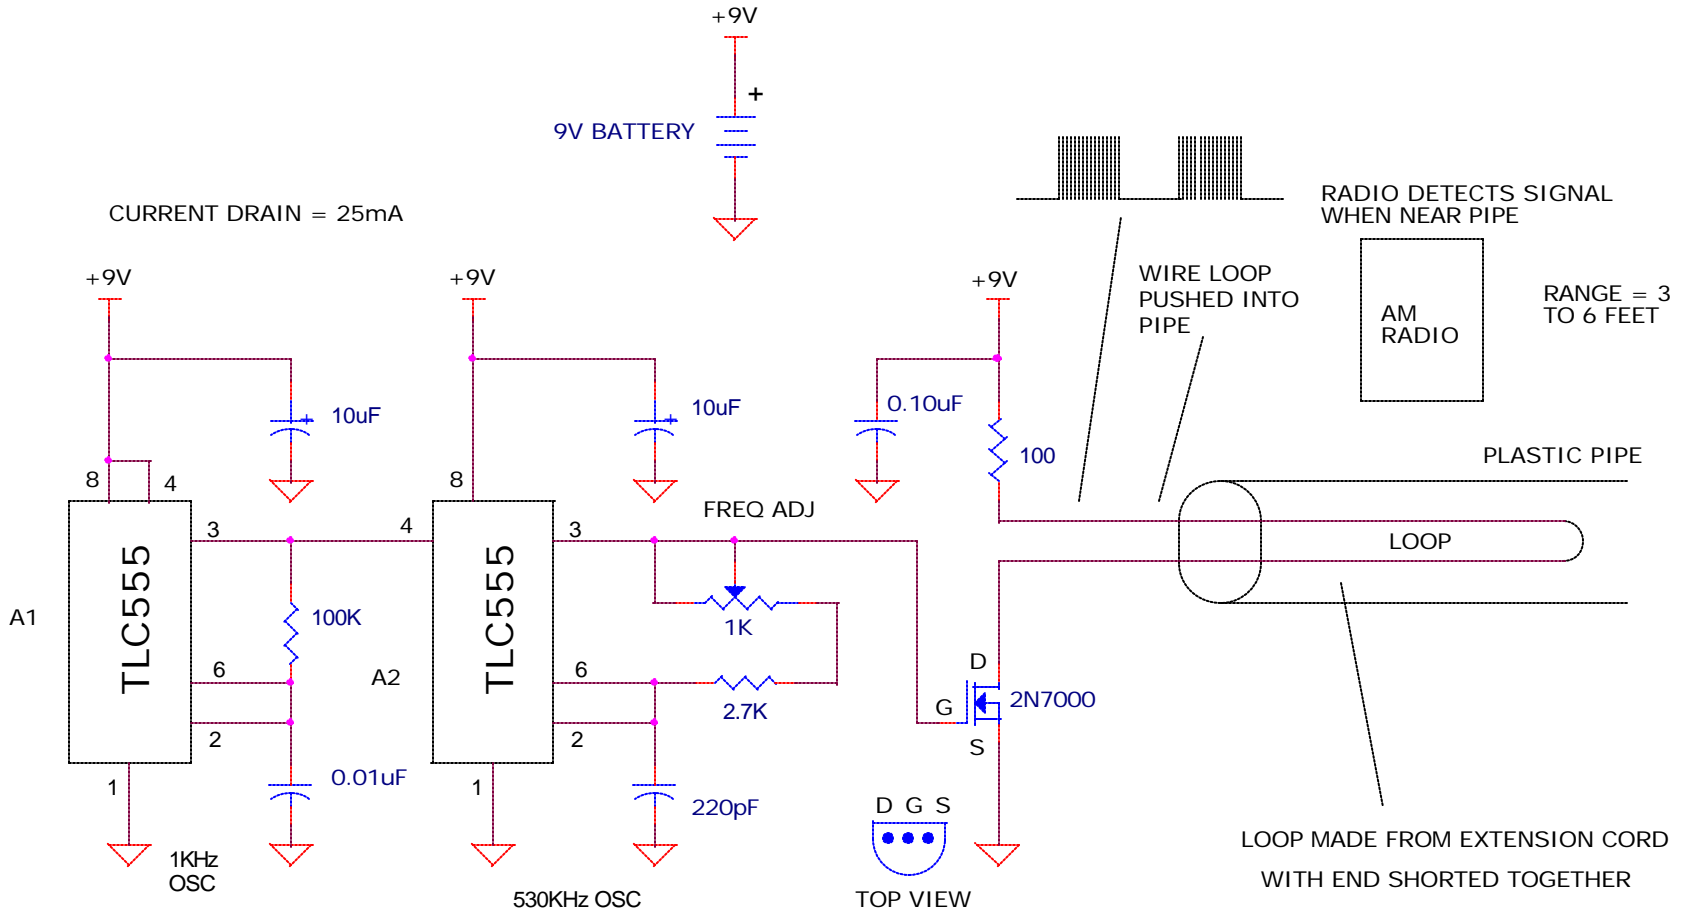 +9V
+
9V BATTERY
CURRENT DRAIN = 25mA
RADIO DETECTS SIGNAL
WHEN NEAR PIPE
+9V
+9V
+9V
WIRE LOOP
PUSHED INTO
PIPE
AM
RADIO
RANGE = 3
TO 6 FEET
+
10uF
+
10uF
0.10uF
100
PLASTIC PIPE
8
4
8
FREQ ADJ
3
4
3
LOOP
A1
TLC555
100K
A2
TLC555
1K
6
6
2.7K
2
2
D
G
S
2N7000
1
0.01uF
1
220pF
D G S
1KHz
OSC
530KHz OSC
TOP VIEW
LOOP MADE FROM EXTENSION CORD
WITH END SHORTED TOGETHER